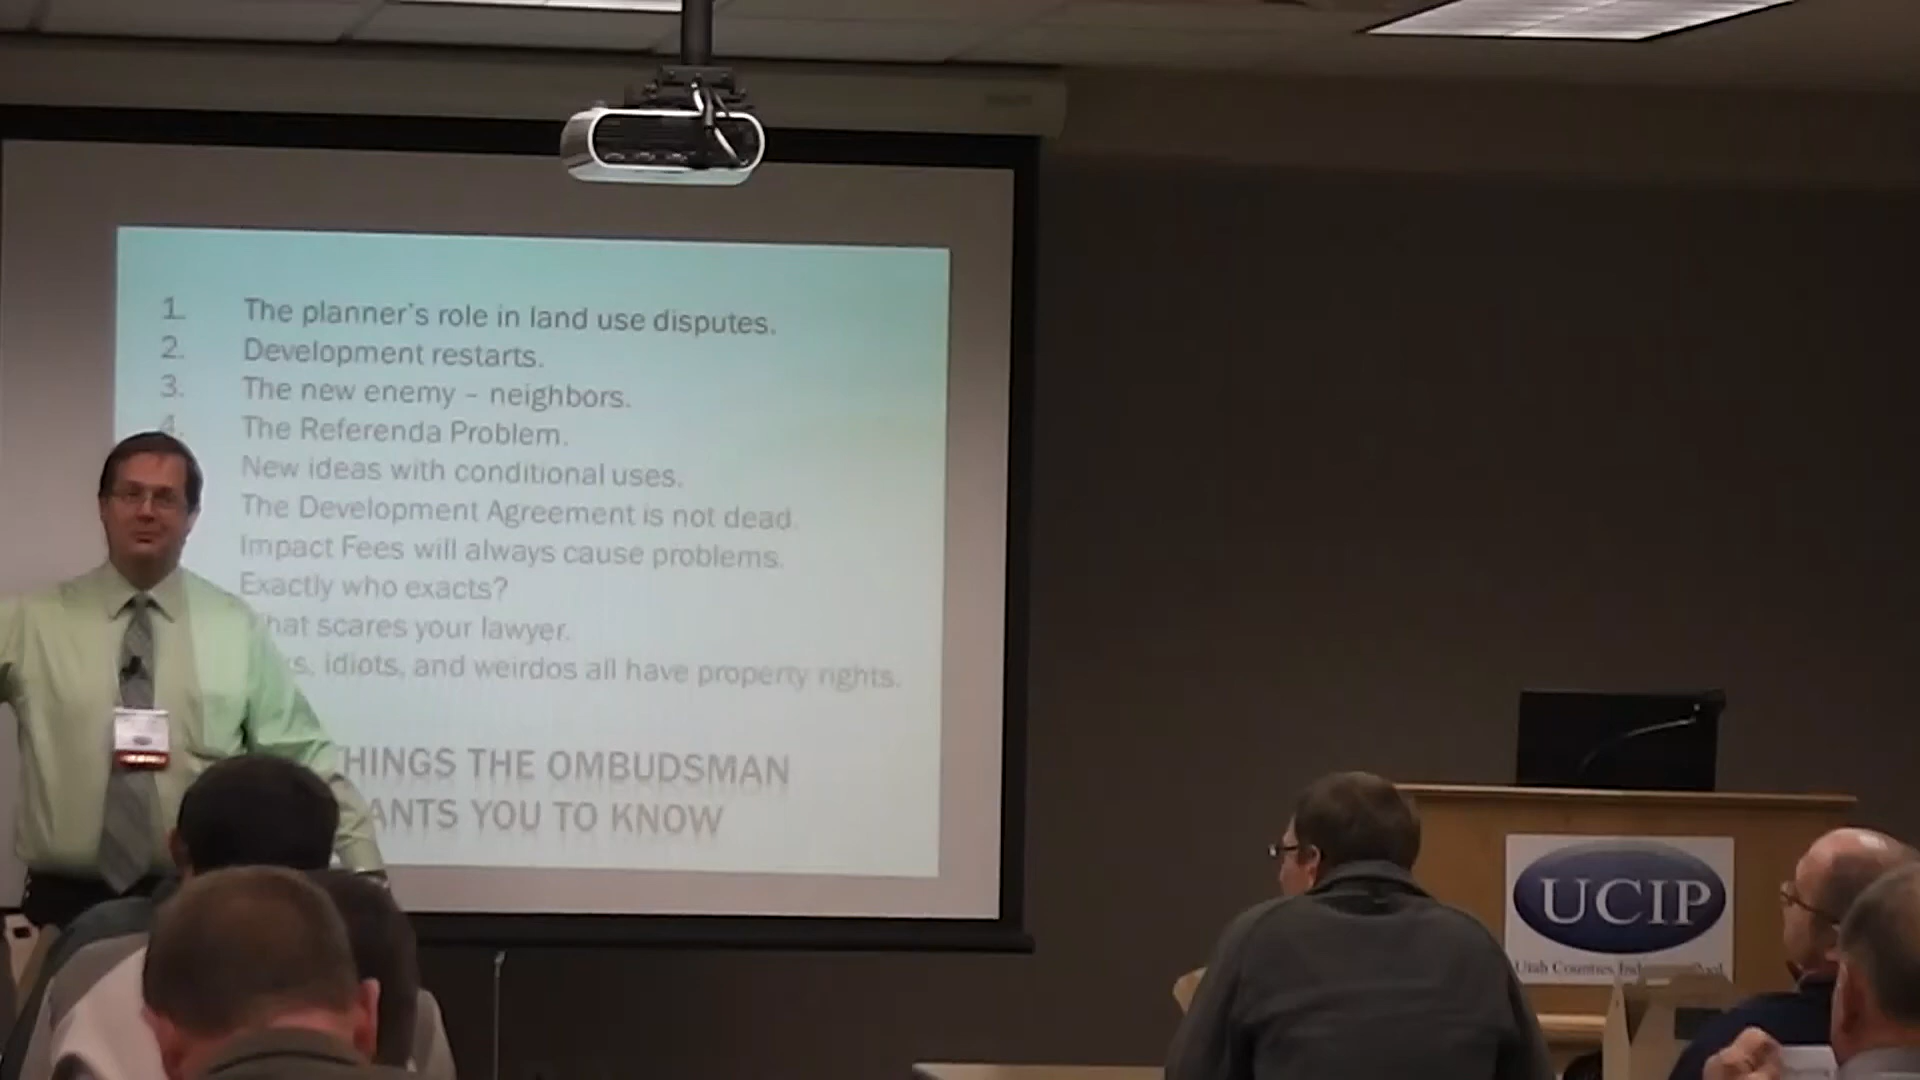 1. The planner's role in land use disputes.
2. Development restarts.
3. The new enemy – neighbors.
4. The Referenda Problem.
New ideas with conditional uses.
The Development Agreement is not dead.
Impact Fees will always cause problems.
Exactly who exacts?
hat scares your lawyer.
s, idiots, and weirdos all have property rights.
HINGS THE OMBUDSMAN
ANTS YOU TO KNOW
UCIP
Utah Counties